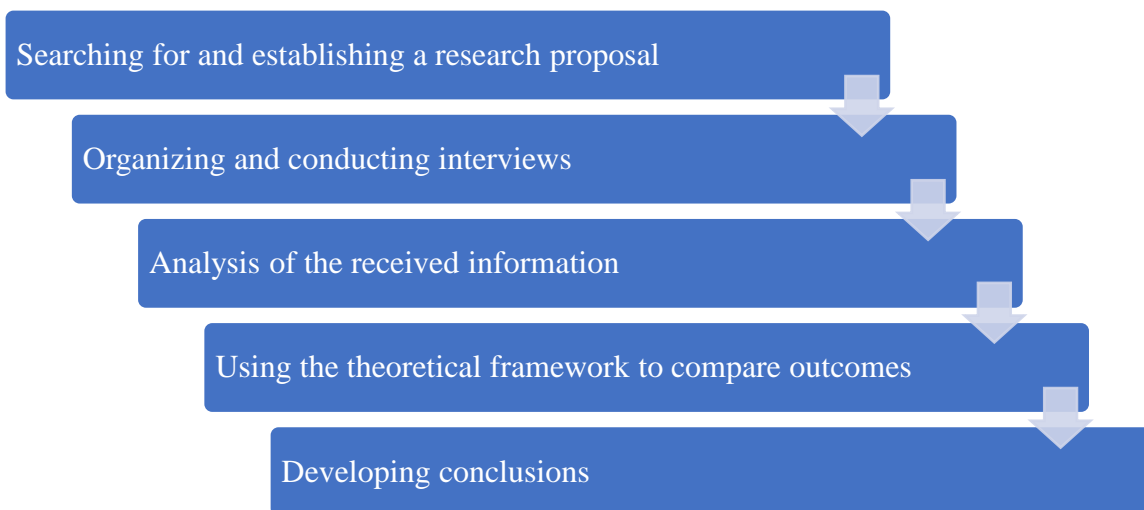 Searching for and establishing a research proposal
Organizing and conducting interviews
Analysis of the received information
Using the theoretical framework to compare outcomes
Developing conclusions